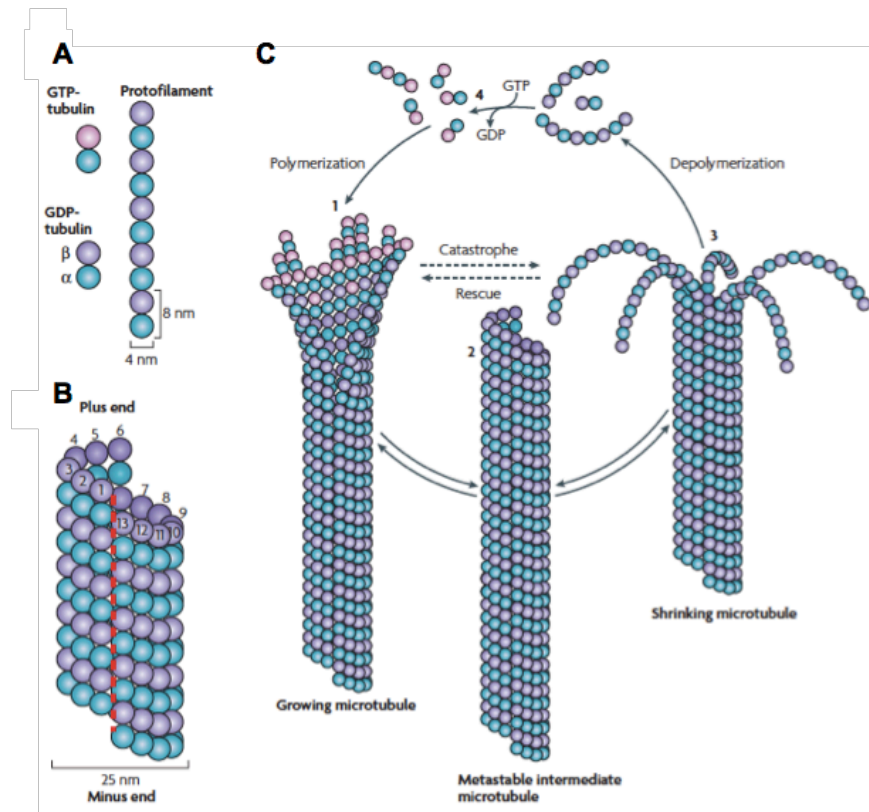 A
GTP-
tubulin
Protofilament
GDP-
tubulin
β
α
8 nm
4 nm
B
Plus end
6
5
4
3
2
1
7
8
9
13
12
11
10
25 nm
Minus end
C
4
GTP
GDP
Polymerization
Depolymerization
1
Catastrophe
Rescue
3
2
Shrinking microtubule
Growing microtubule
Metastable intermediate
microtubule